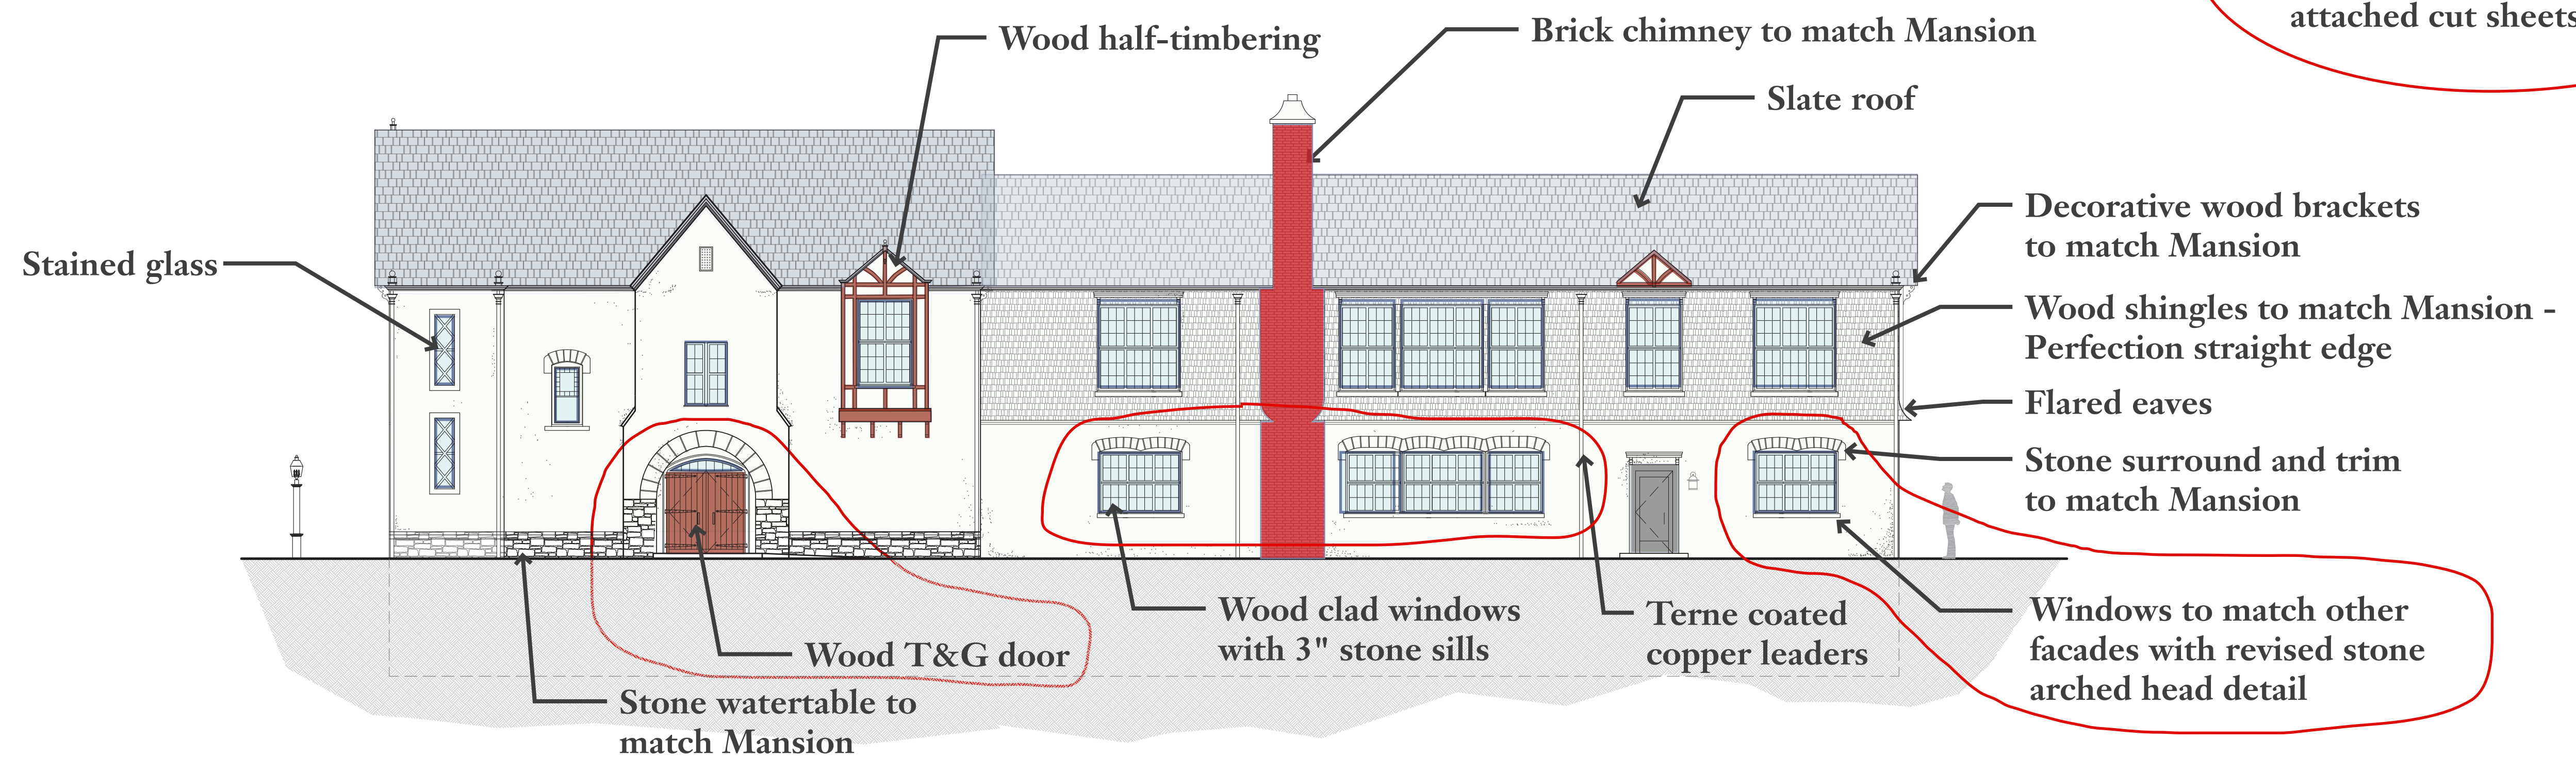 attached cut sheets
Wood half-timbering
Brick chimney to match Mansion
Slate roof
Stained glass
Decorative wood brackets
to match Mansion
Wood shingles to match Mansion -
Perfection straight edge
Flared eaves
Stone surround and trim
to match Mansion
Windows to match other
facades with revised stone
arched head detail
Wood clad windows
with 3" stone sills
Terne coated
copper leaders
Wood T&G door
Stone watertable to
match Mansion